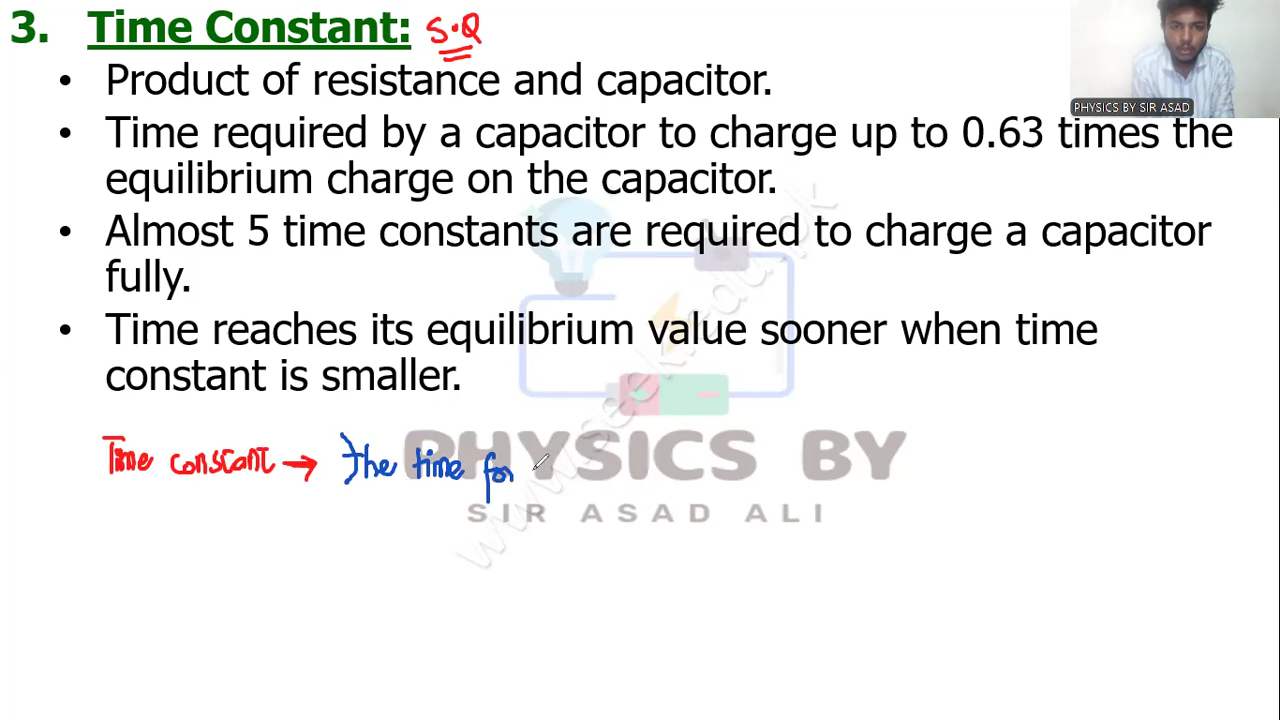 3. Time Constant: S.Q
PHYSICS BY SIR ASAD
• Product of resistance and capacitor.
• Time required by a capacitor to charge up to 0.63 times the
equilibrium charge on the capacitor.
• Almost 5 time constants are required to charge a capacitor
fully.
• Time reaches its equilibrium value sooner when time
constant is smaller.
Time constant → The time for
PHYSICS BY
SIR ASAD ALI